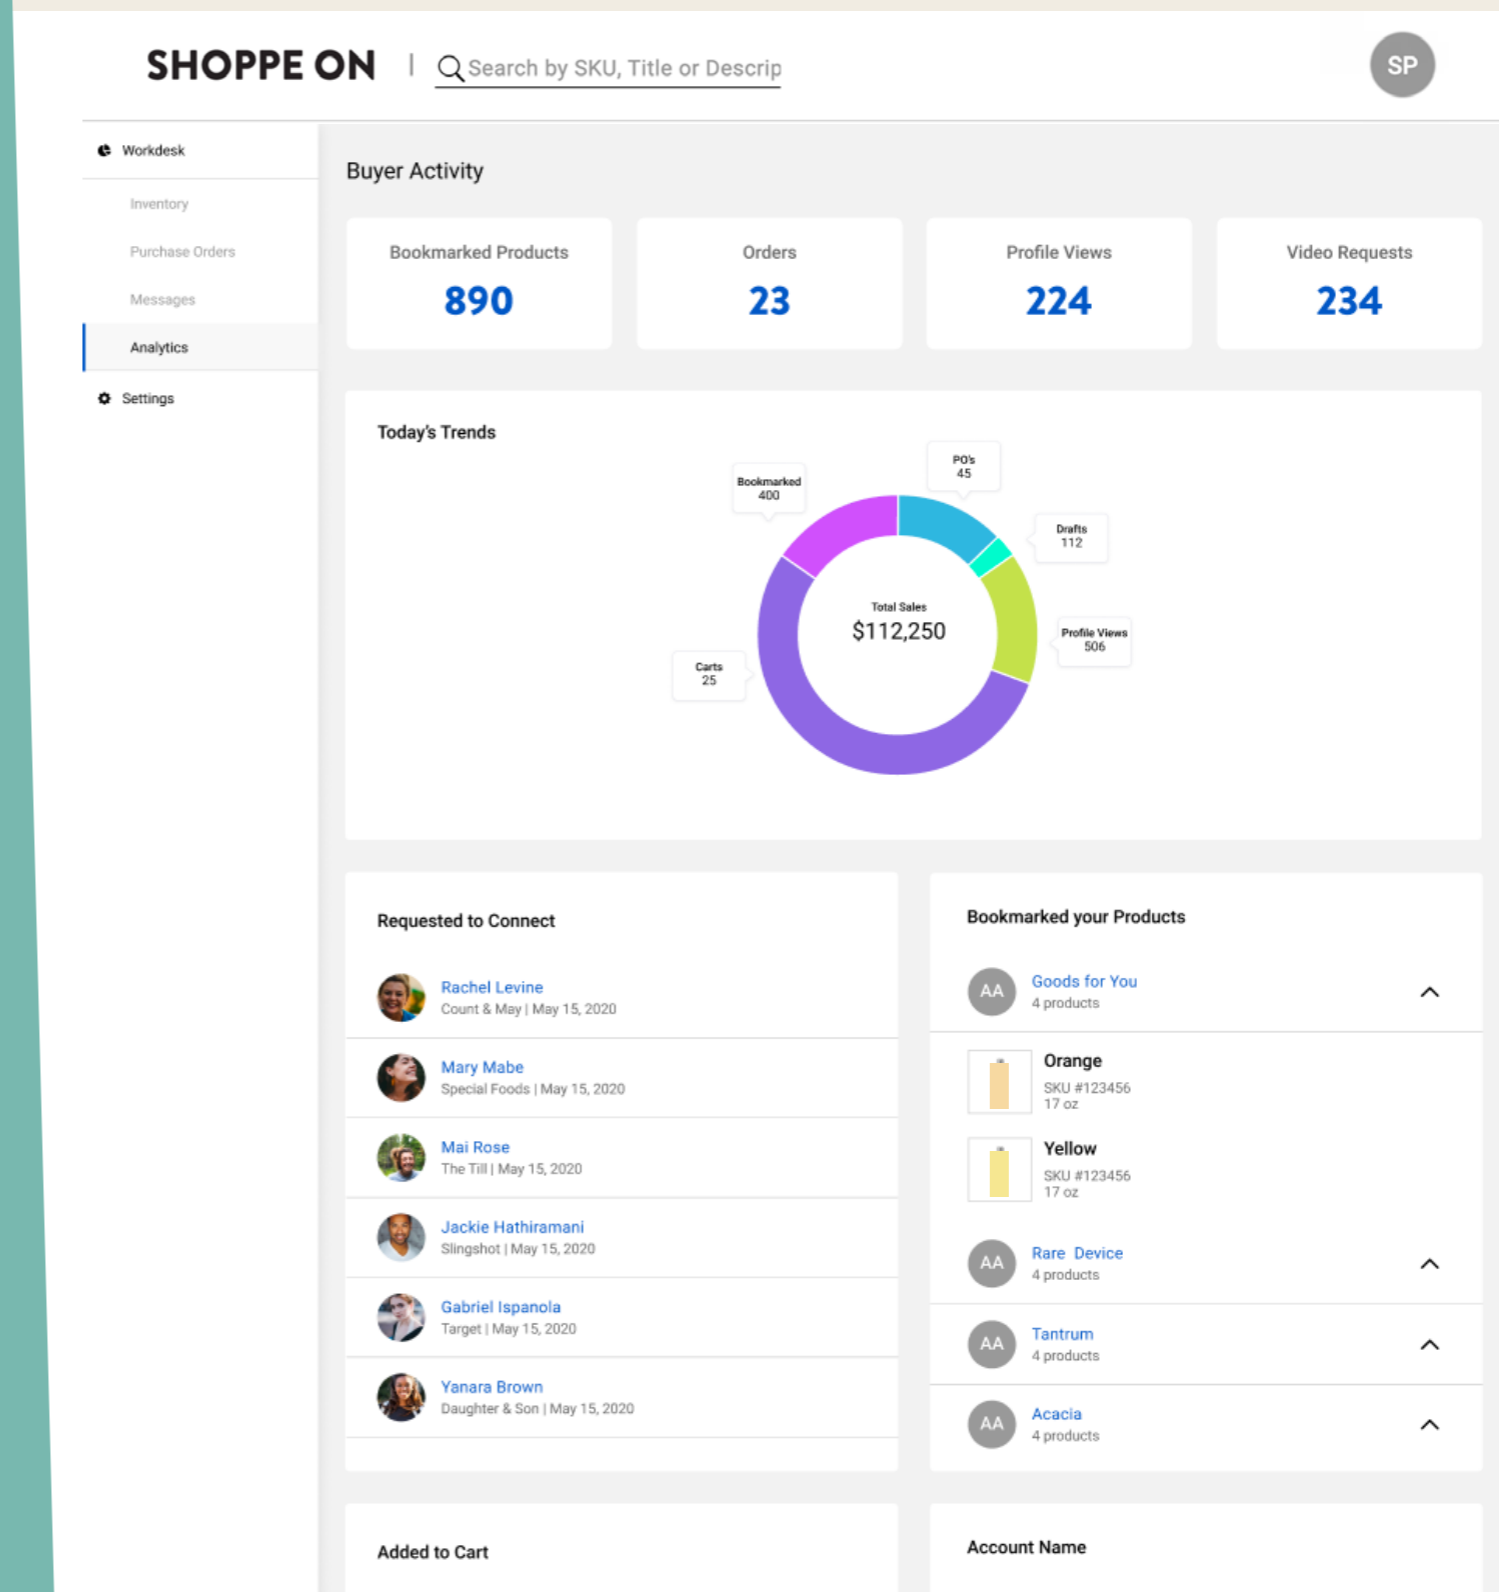 SHOPPE ON
|
Search by SKU, Title or Descrip
SP
Workdesk
Inventory
Purchase Orders
Messages
Analytics
Settings
Buyer Activity
Bookmarked Products
890
Orders
23
Profile Views
224
Video Requests
234
Today's Trends
Bookmarked
400
PO's
45
Drafts
112
Profile Views
506
Carts
25
Total Sales
$112,250
Requested to Connect
Rachel Levine
Count & May | May 15, 2020
Mary Mabe
Special Foods | May 15, 2020
Mai Rose
The Till | May 15, 2020
Jackie Hathiramani
Slingshot | May 15, 2020
Gabriel Ispanola
Target | May 15, 2020
Yanara Brown
Daughter & Son | May 15, 2020
Bookmarked your Products
AA
Goods for You
4 products
Orange
SKU #123456
17 oz
Yellow
SKU #123456
17 oz
AA
Rare Device
4 products
AA
Tantrum
4 products
AA
Acacia
4 products
Added to Cart
Account Name